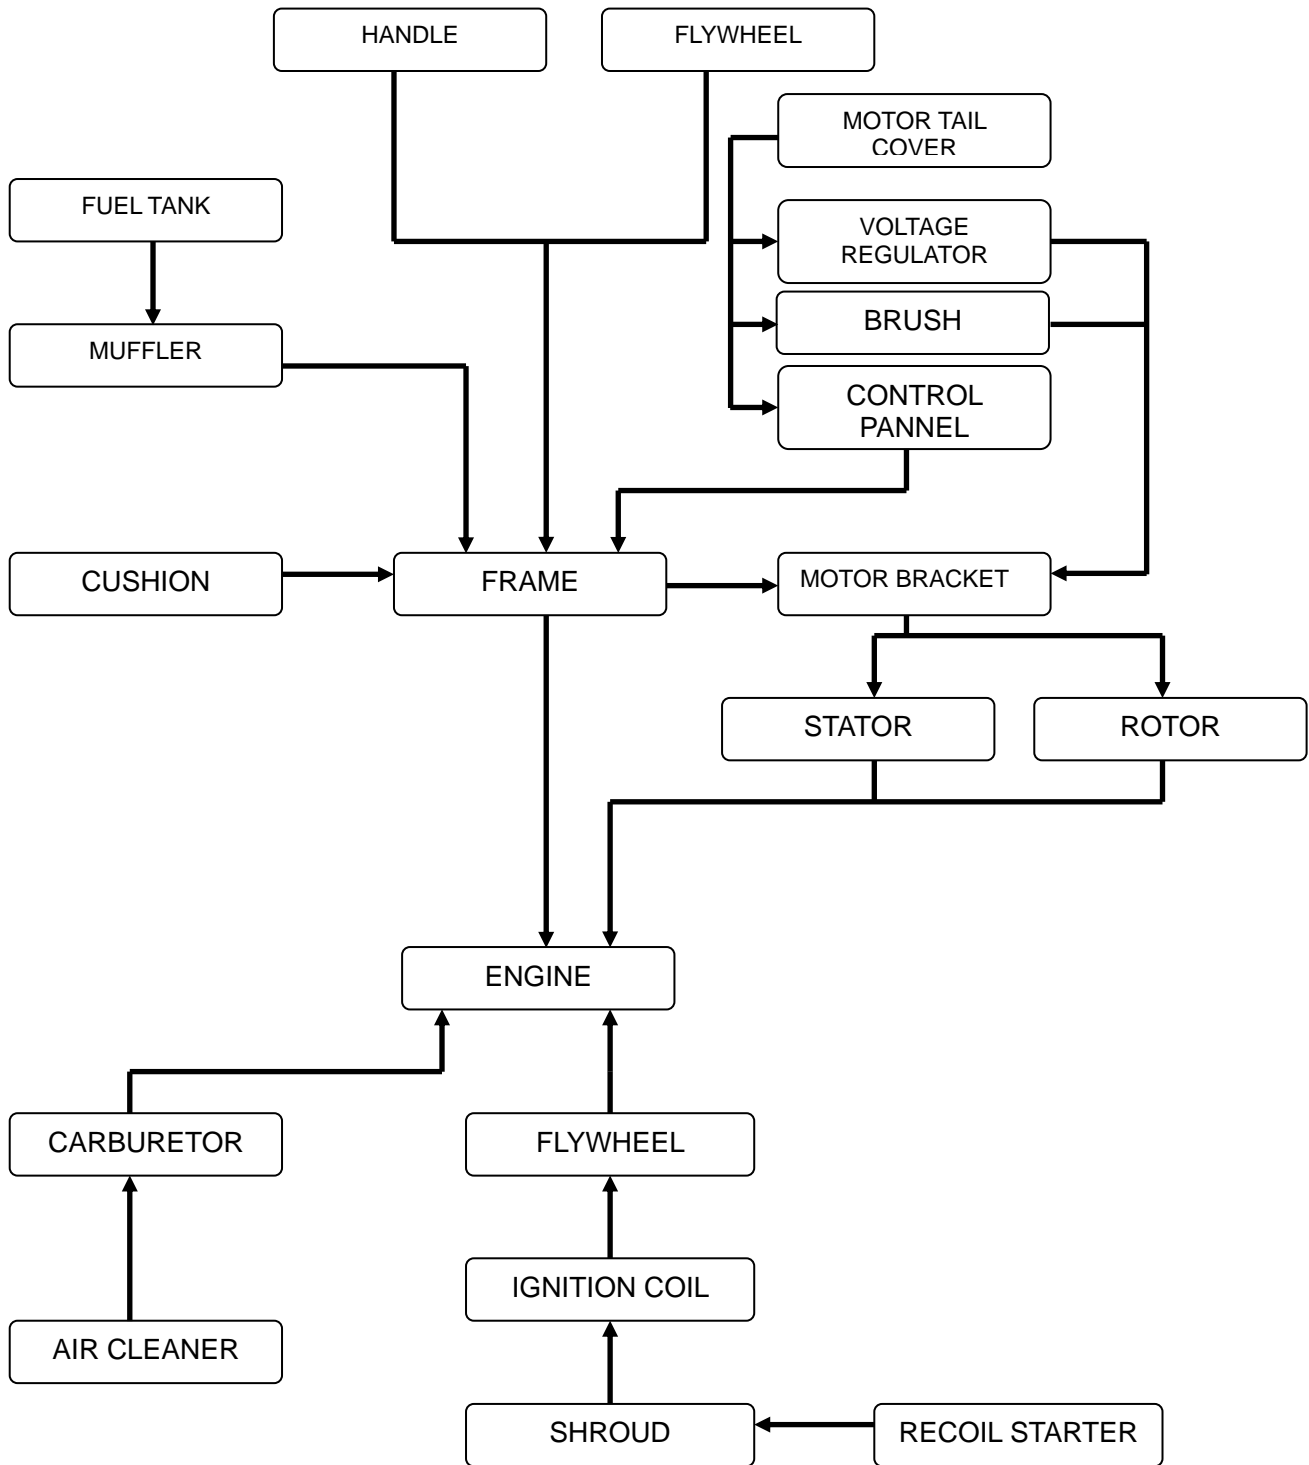 HANDLE
FLYWHEEL
MOTOR TAIL
COVER
FUEL TANK
VOLTAGE
REGULATOR
BRUSH
MUFFLER
CONTROL
PANNEL
CUSHION
FRAME
MOTOR BRACKET
STATOR
ROTOR
ENGINE
CARBURETOR
FLYWHEEL
IGNITION COIL
AIR CLEANER
SHROUD
RECOIL STARTER